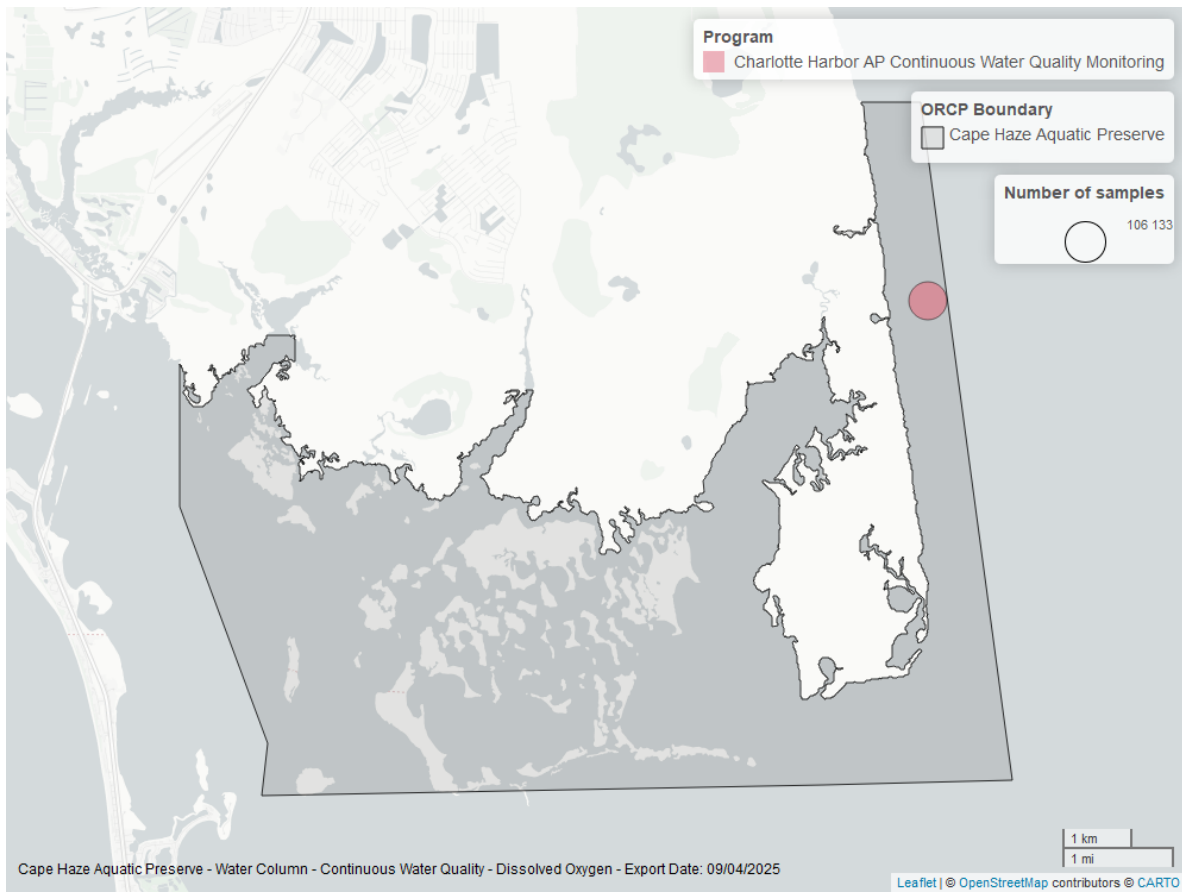 Program
Charlotte Harbor AP Continuous Water Quality Monitoring
ORCP Boundary
Cape Haze Aquatic Preserve
Number of samples
106 133
1 km
1 mi
Cape Haze Aquatic Preserve - Water Column - Continuous Water Quality - Dissolved Oxygen - Export Date: 09/04/2025
Leaflet | © OpenStreetMap contributors © CARTO